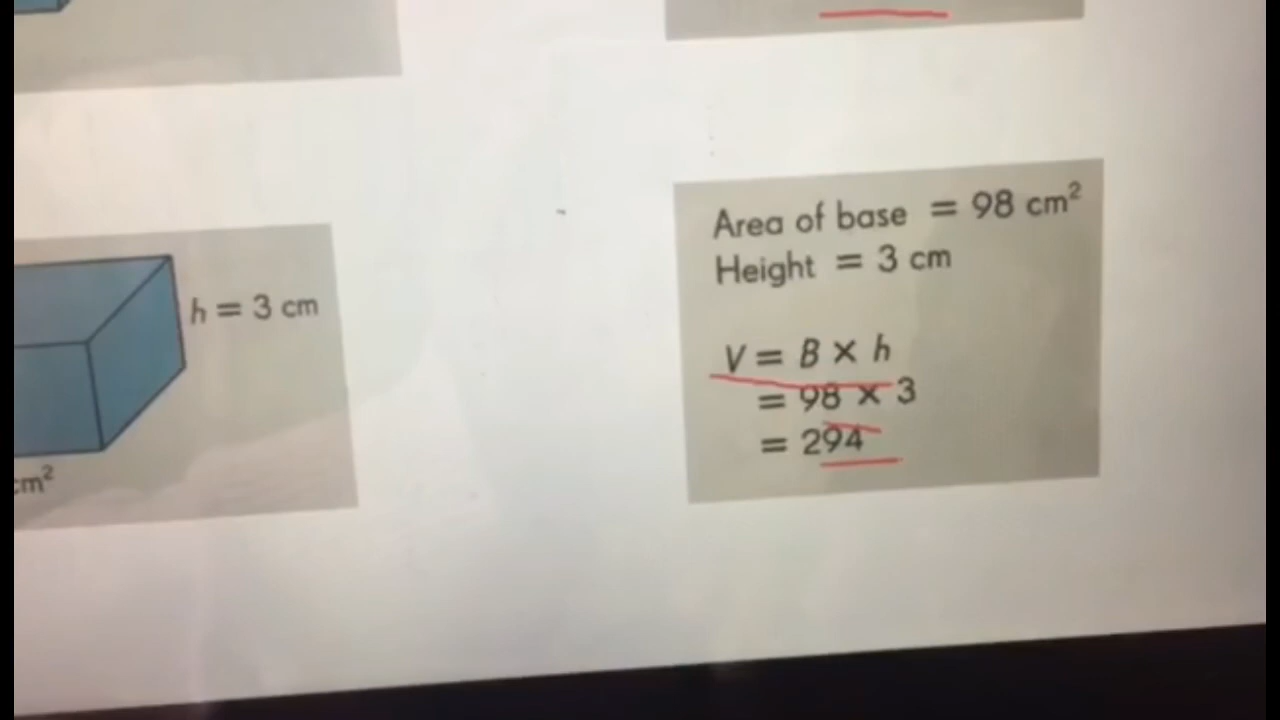 h = 3 cm
cm²
Area of base = 98 cm²
Height = 3 cm
V = B × h
= 98 × 3
= 294